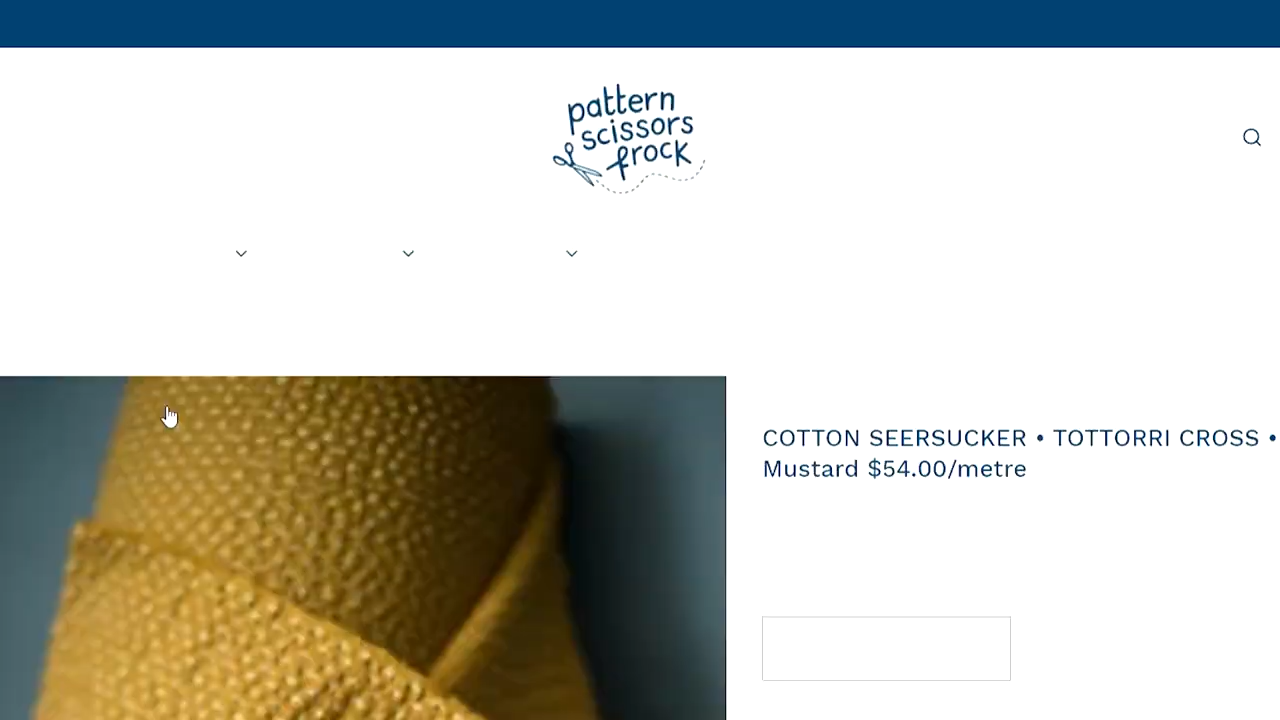 pattern
scissors
frock
COTTON SEERSUCKER • TOTTORRI CROSS •
Mustard $54.00/metre